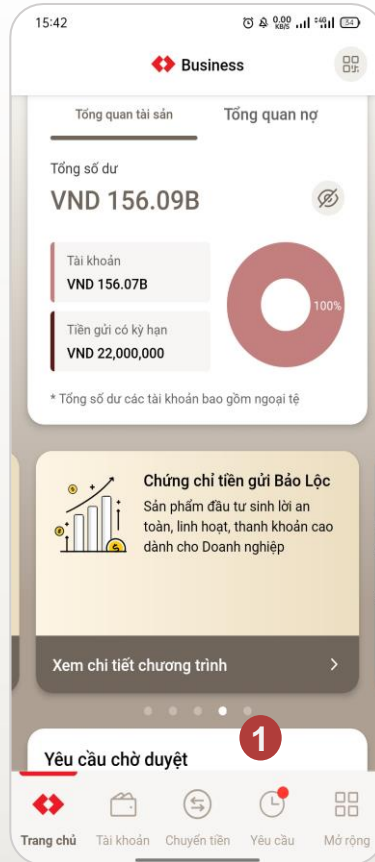 15:42
0.00
KB/S
4G
54
Business
Tổng quan tài sản
Tổng quan nợ
Tổng số dư
VND 156.09B
Tài khoản
VND 156.07B
100%
Tiền gửi có kỳ hạn
VND 22,000,000
* Tổng số dư các tài khoản bao gồm ngoại tệ
Chứng chỉ tiền gửi Bảo Lộc
Sản phẩm đầu tư sinh lời an
toàn, linh hoạt, thanh khoản cao
dành cho Doanh nghiệp
Xem chi tiết chương trình
1
Yêu cầu chờ duyệt
Trang chủ
Tài khoản
Chuyển tiền
Yêu cầu
Mở rộng